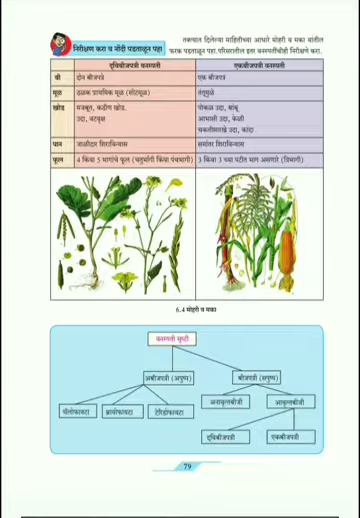 तक्त्यात दिलेल्या माहितीच्या आधारे मोहरी व मका यांतील
निरीक्षण करा व नोंदी पडताळून पहा फरक पडताळून पहा. परिसरातील इतर वनस्पतींचेही निरीक्षण करा.
द्विबीजपत्री वनस्पती एकबीजपत्री वनस्पती
बी दोन बीजपत्रे एक बीजपत्र
मूळ ठळक प्राथमिक मूळ (सोटमूळ) तंतूमुळे
खोड मजबूत, कठीण खोड. पोकळ उदा, बांबू
उदा, वटवृक्ष आभासी उदा, केळी
चकतीसारखे उदा, कांदा
पान जाळीदार शिराविन्यास समांतर शिराविन्यास
फूल 4 किंवा 5 भागांचे फूल (चतुर्भागी किंवा पंचभागी) 3 किंवा 3 च्या पटीत भाग असणारे (त्रिभागी)
6.4 मोहरी व मका
वनस्पती सृष्टी
अबीजपत्री (अपुष्प) बीजपत्री (सपुष्प)
थॅलोफायटा ब्रायोफायटा टेरिडोफायटा अनावृत्तबीजी आवृत्तबीजी
द्विबीजपत्री एकबीजपत्री
79